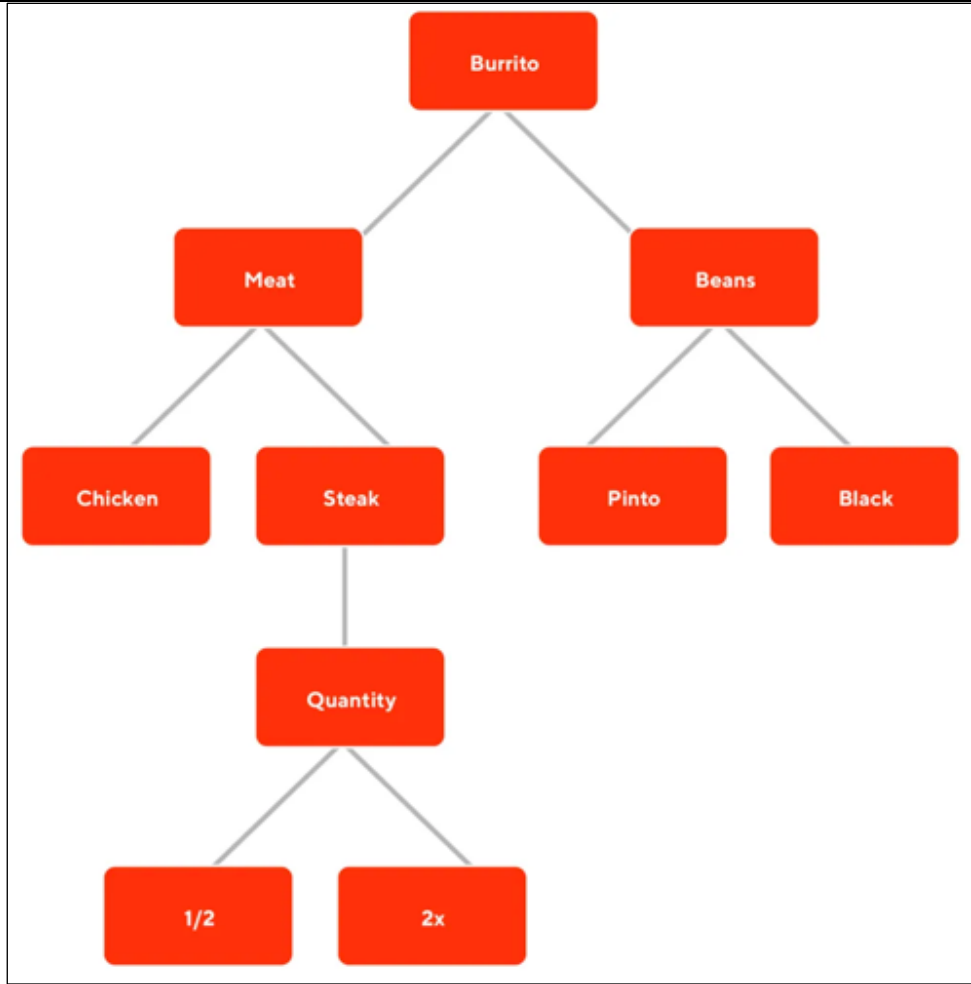 Burrito
Meat
Beans
Chicken
Steak
Pinto
Black
Quantity
1/2
2x